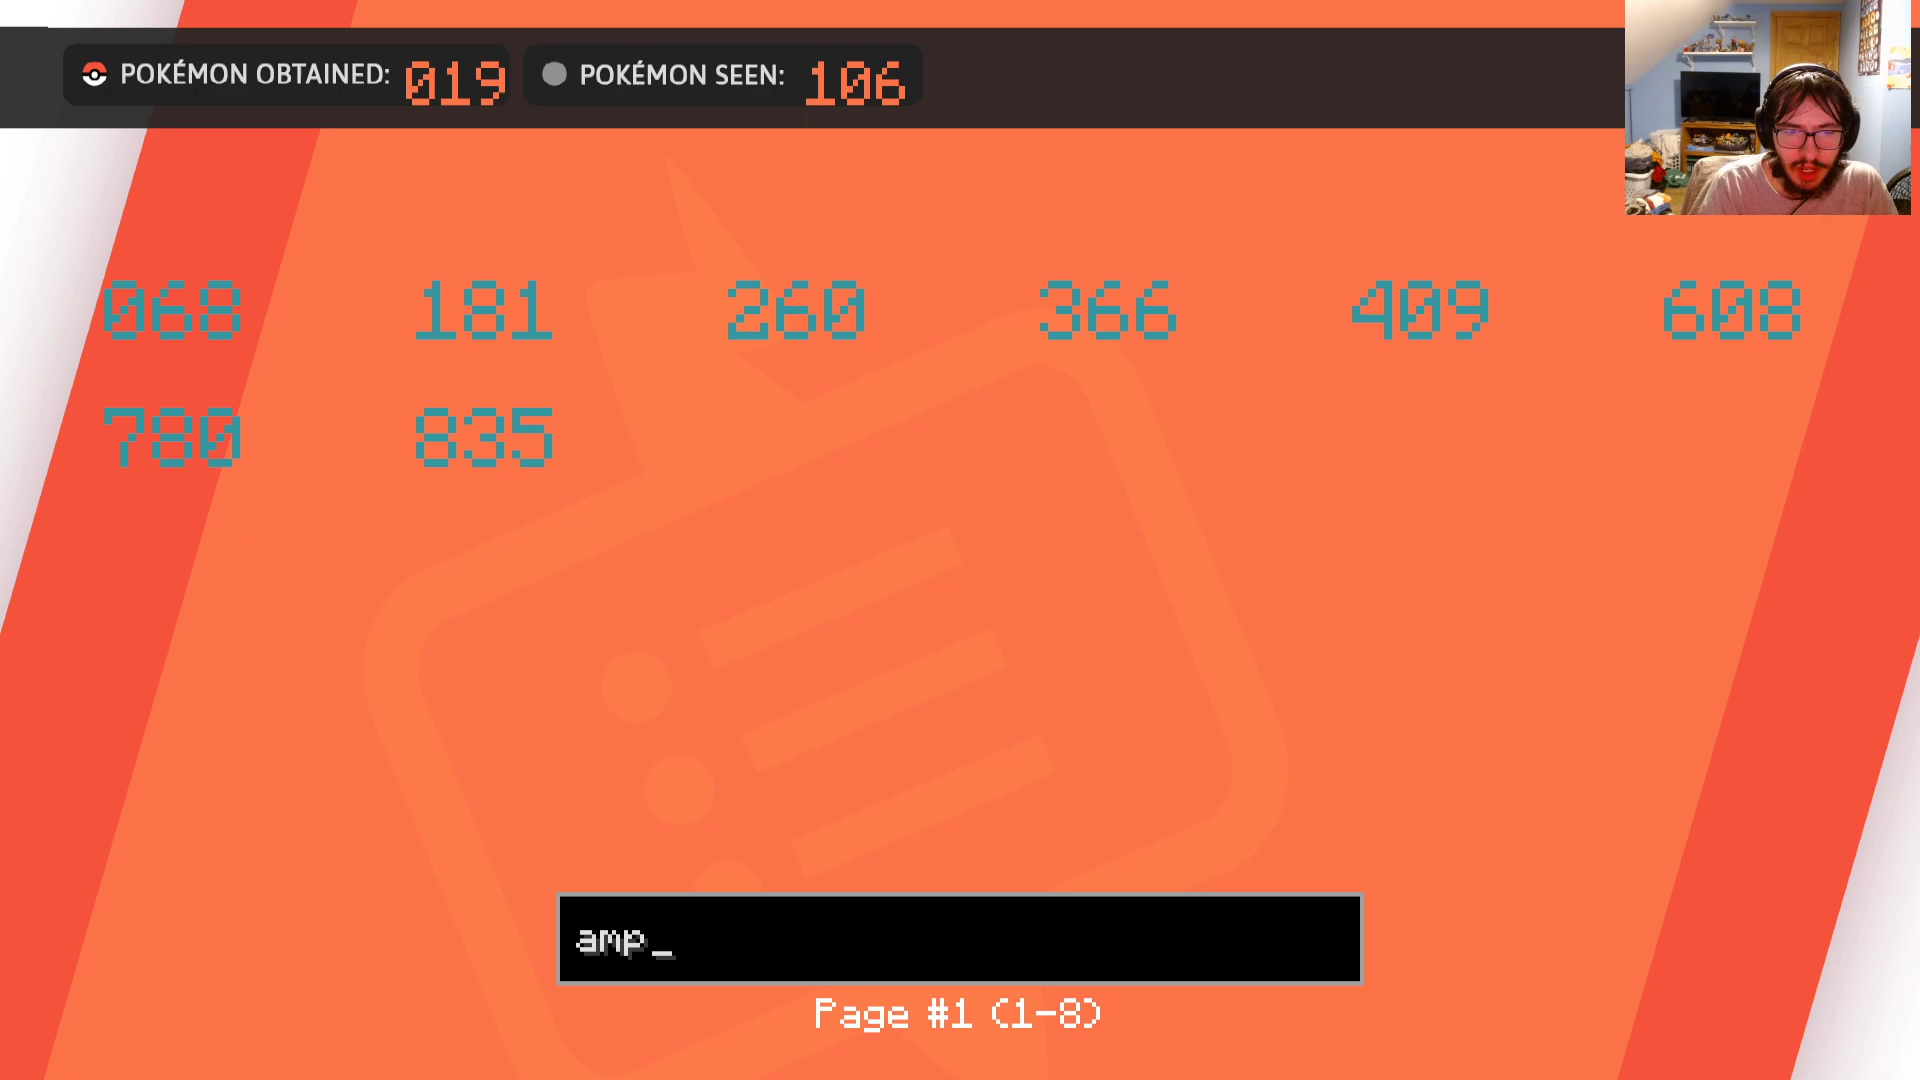 POKÉMON OBTAINED: 019 POKÉMON SEEN: 106
068 181 260 366 409 608
780 835
amp_
Page #1 (1-8)